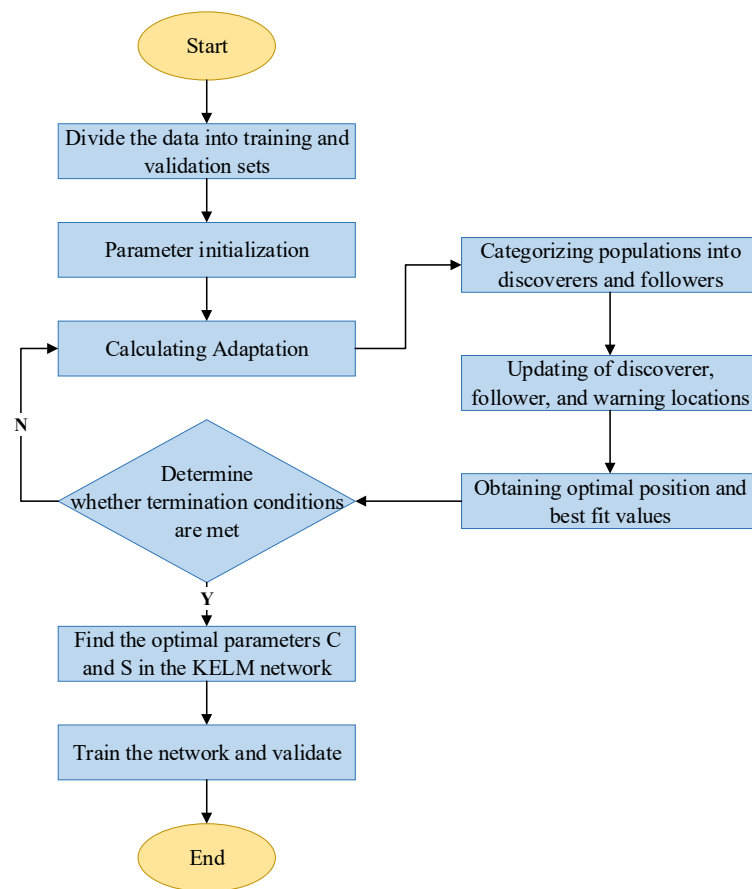 Start
Divide the data into training and
validation sets
Parameter initialization
Calculating Adaptation
Categorizing populations into
discoverers and followers
Updating of discoverer,
follower, and warning locations
Obtaining optimal position and
best fit values
Determine
whether termination conditions
are met
N
Y
Find the optimal parameters C
and S in the KELM network
Train the network and validate
End